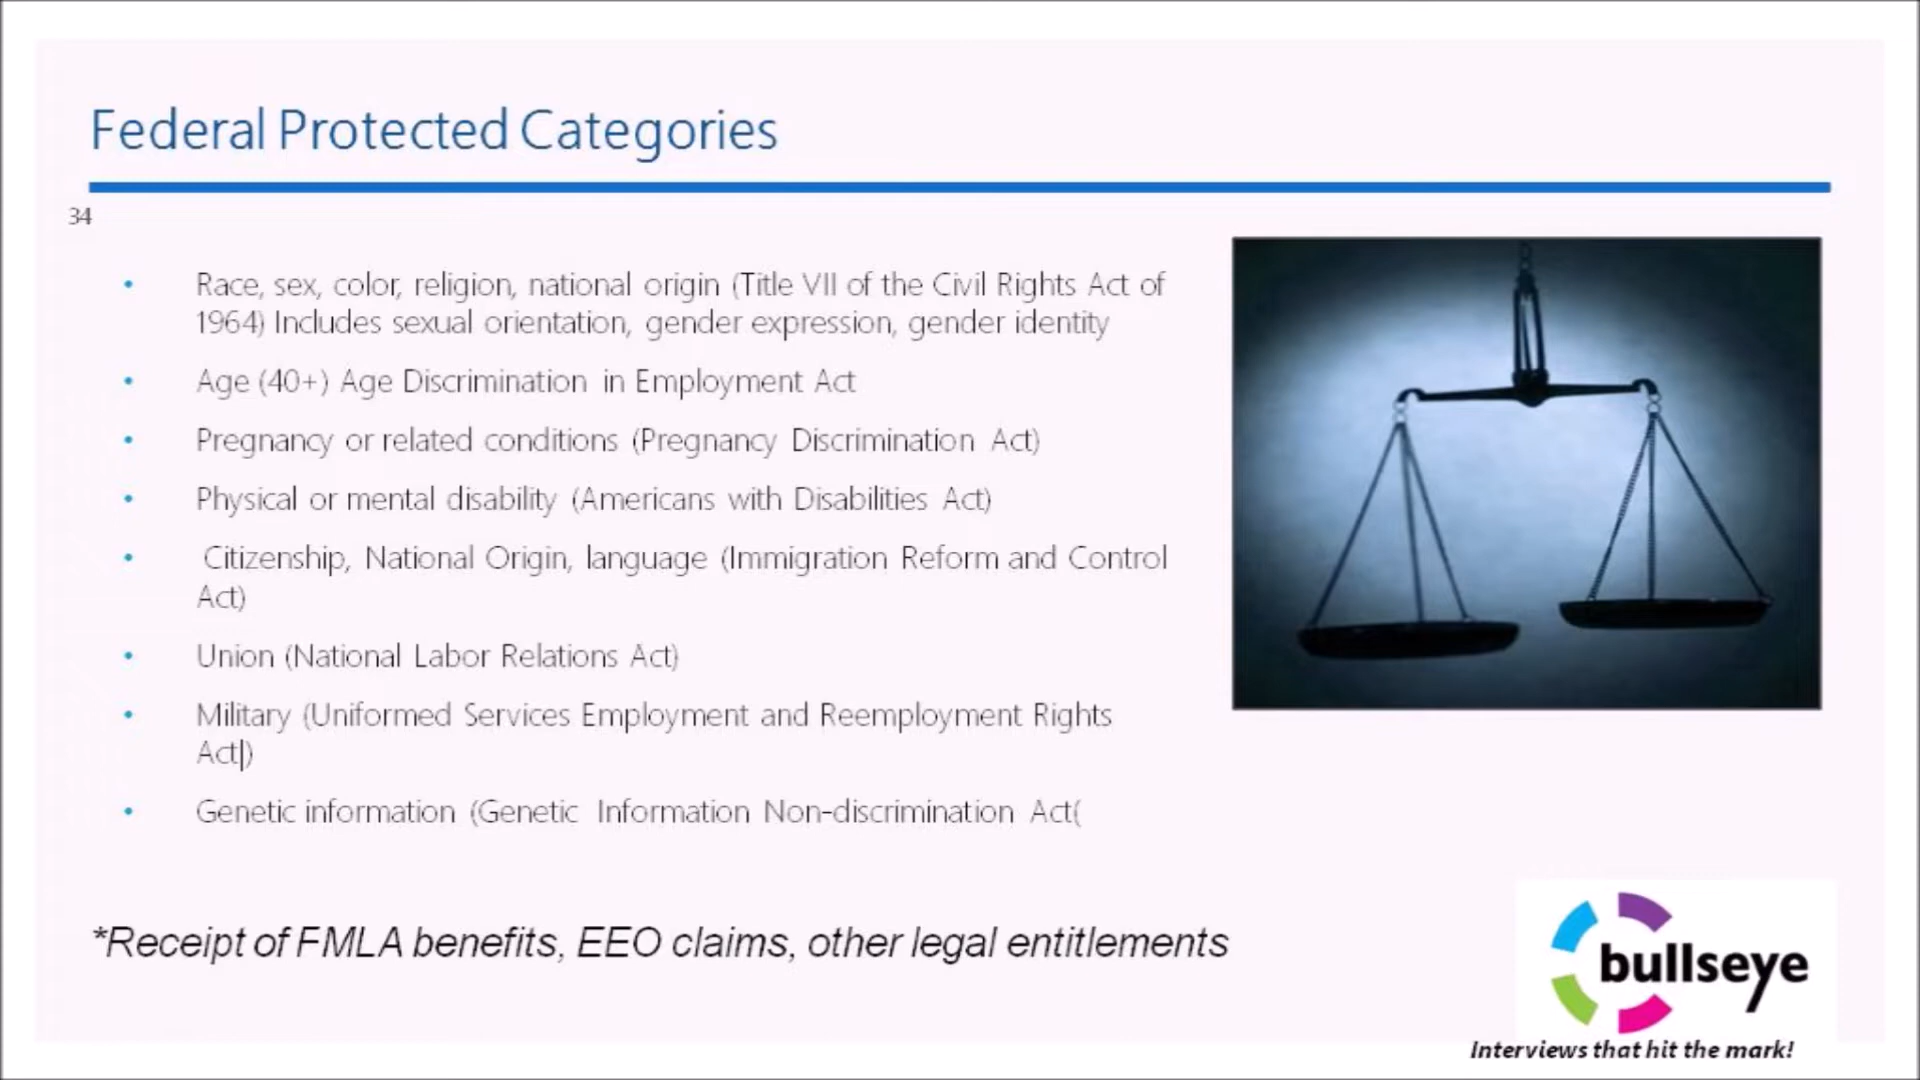 Federal Protected Categories
34
• Race, sex, color, religion, national origin (Title VII of the Civil Rights Act of
1964) Includes sexual orientation, gender expression, gender identity
• Age (40+) Age Discrimination in Employment Act
• Pregnancy or related conditions (Pregnancy Discrimination Act)
• Physical or mental disability (Americans with Disabilities Act)
• Citizenship, National Origin, language (Immigration Reform and Control
Act)
• Union (National Labor Relations Act)
• Military (Uniformed Services Employment and Reemployment Rights
Act|)
• Genetic information (Genetic Information Non-discrimination Act(
*Receipt of FMLA benefits, EEO claims, other legal entitlements
bullseye
Interviews that hit the mark!